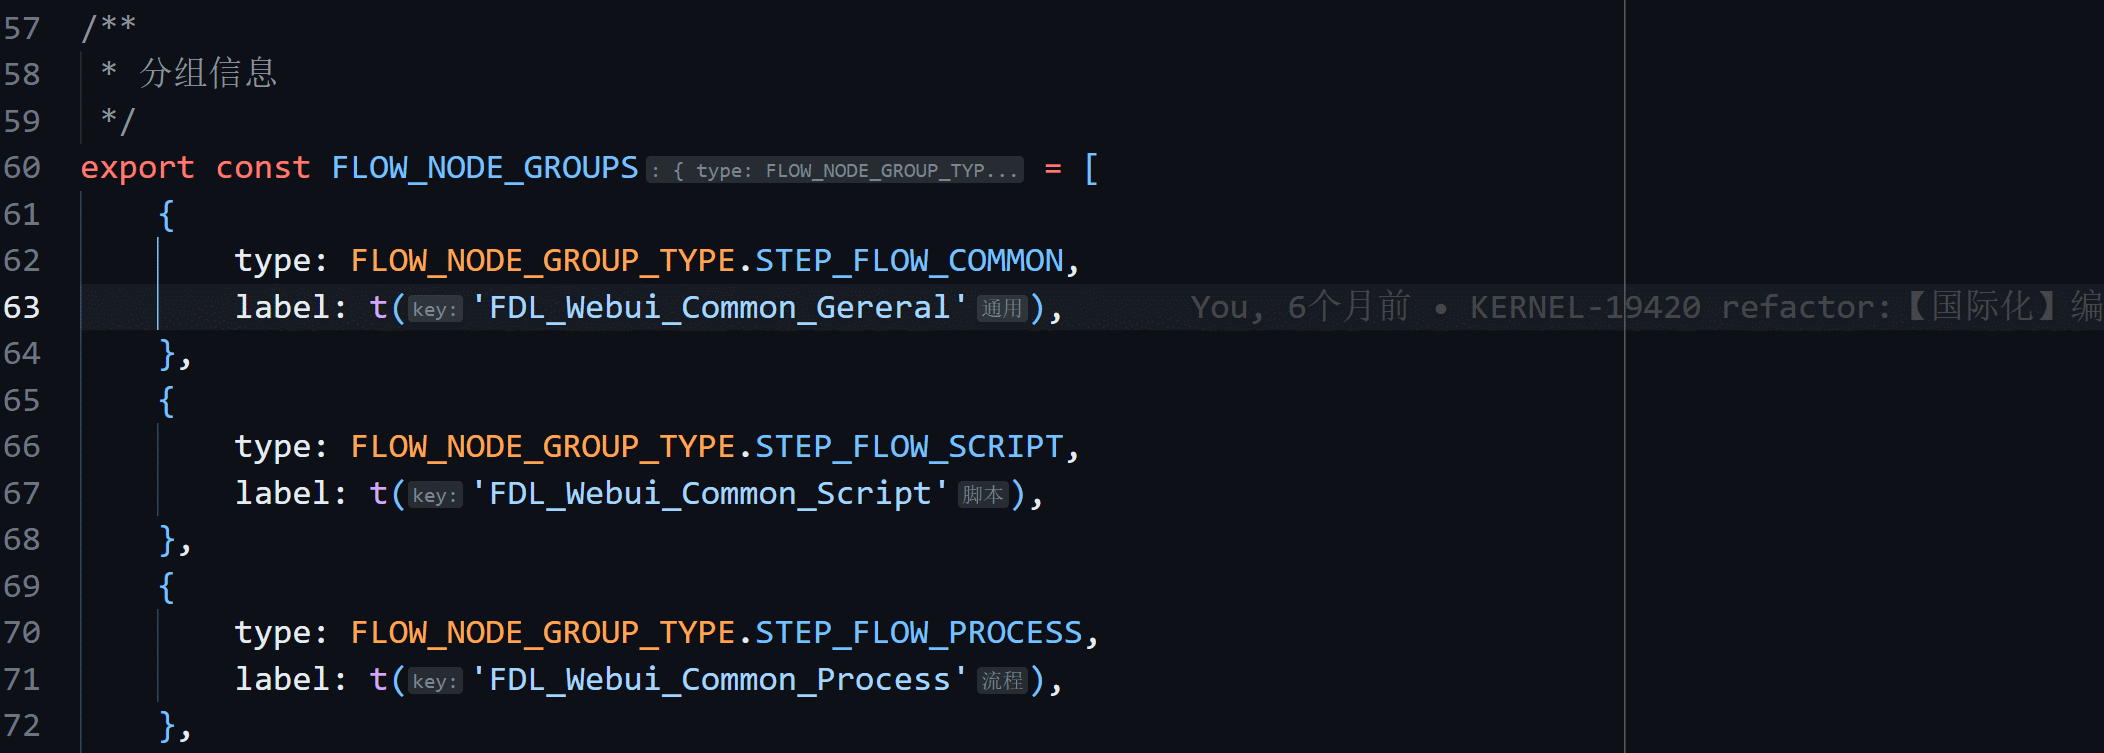 57 /**
58 * 分组信息
59 */
60 export const FLOW_NODE_GROUPS : { type: FLOW_NODE_GROUP_TYP... = [
61 {
62 type: FLOW_NODE_GROUP_TYPE.STEP_FLOW_COMMON,
63 label: t( key: 'FDL_Webui_Common_Gereral' 通用 ), You, 6个月前 • KERNEL-19420 refactor:【国际化】编
64 },
65 {
66 type: FLOW_NODE_GROUP_TYPE.STEP_FLOW_SCRIPT,
67 label: t( key: 'FDL_Webui_Common_Script' 脚本 ),
68 },
69 {
70 type: FLOW_NODE_GROUP_TYPE.STEP_FLOW_PROCESS,
71 label: t( key: 'FDL_Webui_Common_Process' 流程 ),
72 },